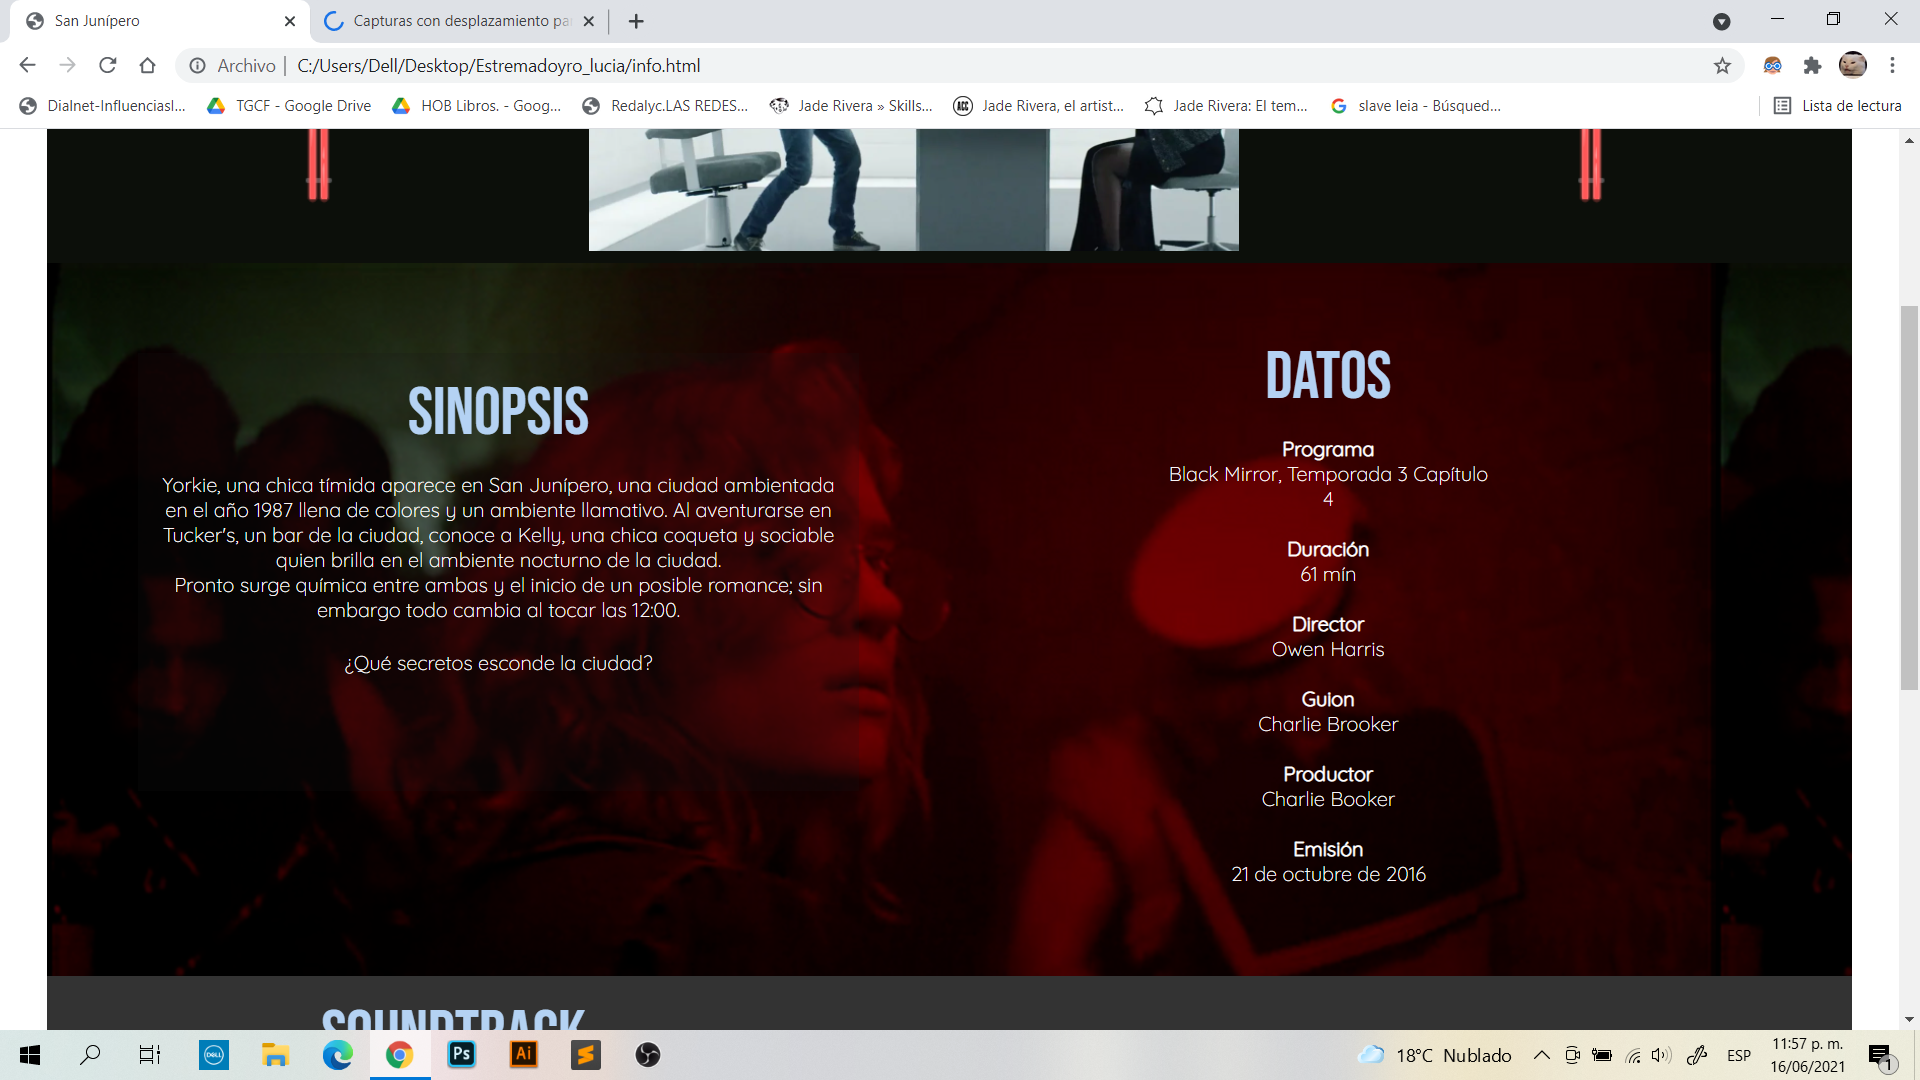 San Junípero
Capturas con desplazamiento pa
Archivo | C:/Users/Dell/Desktop/Estremadoyro_lucia/info.html
Dialnet-Influenciasl...
TGCF - Google Drive
HOB Libros. - Goog...
Redalyc.LAS REDES...
ACC
Jade Rivera » Skills...
Jade Rivera, el artist...
Jade Rivera: El tem...
slave leia - Búsqued...
Lista de lectura
SINOPSIS
Yorkie, una chica tímida aparece en San Junípero, una ciudad ambientada
en el año 1987 llena de colores y un ambiente llamativo. Al aventurarse en
Tucker's, un bar de la ciudad, conoce a Kelly, una chica coqueta y sociable
quien brilla en el ambiente nocturno de la ciudad.
Pronto surge química entre ambas y el inicio de un posible romance; sin
embargo todo cambia al tocar las 12:00.
¿Qué secretos esconde la ciudad?
DATOS
Programa
Black Mirror, Temporada 3 Capítulo
4
Duración
61 mín
Director
Owen Harris
Guion
Charlie Brooker
Productor
Charlie Booker
Emisión
21 de octubre de 2016
SOUNDTRACK
DELL
Ps
Ai
18°C Nublado
ESP
11:57 p. m.
16/06/2021
1